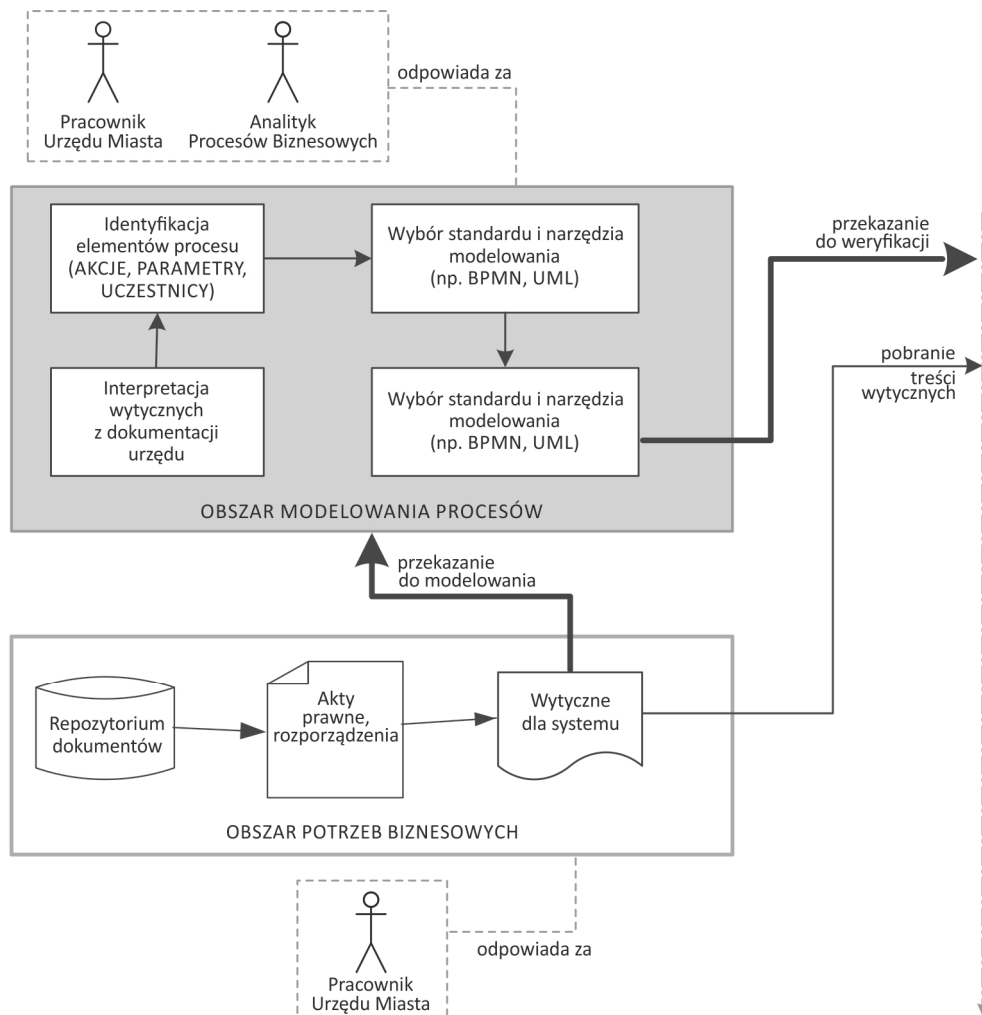 Pracownik
Urzędu Miasta
Analityk
Procesów Biznesowych
odpowiada za
Identyfikacja
elementów procesu
(AKCJE, PARAMETRY,
UCZESTNICY)
Wybór standardu i narzędzia
modelowania
(np. BPMN, UML)
przekazanie
do weryfikacji
Interpretacja
wytycznych
z dokumentacji
urzędu
Wybór standardu i narzędzia
modelowania
(np. BPMN, UML)
pobranie
treści
wytycznych
OBSZAR MODELOWANIA PROCESÓW
przekazanie
do modelowania
Repozytorium
dokumentów
Akty
prawne,
rozporządzenia
Wytyczne
dla systemu
OBSZAR POTRZEB BIZNESOWYCH
odpowiada za
Pracownik
Urzędu Miasta